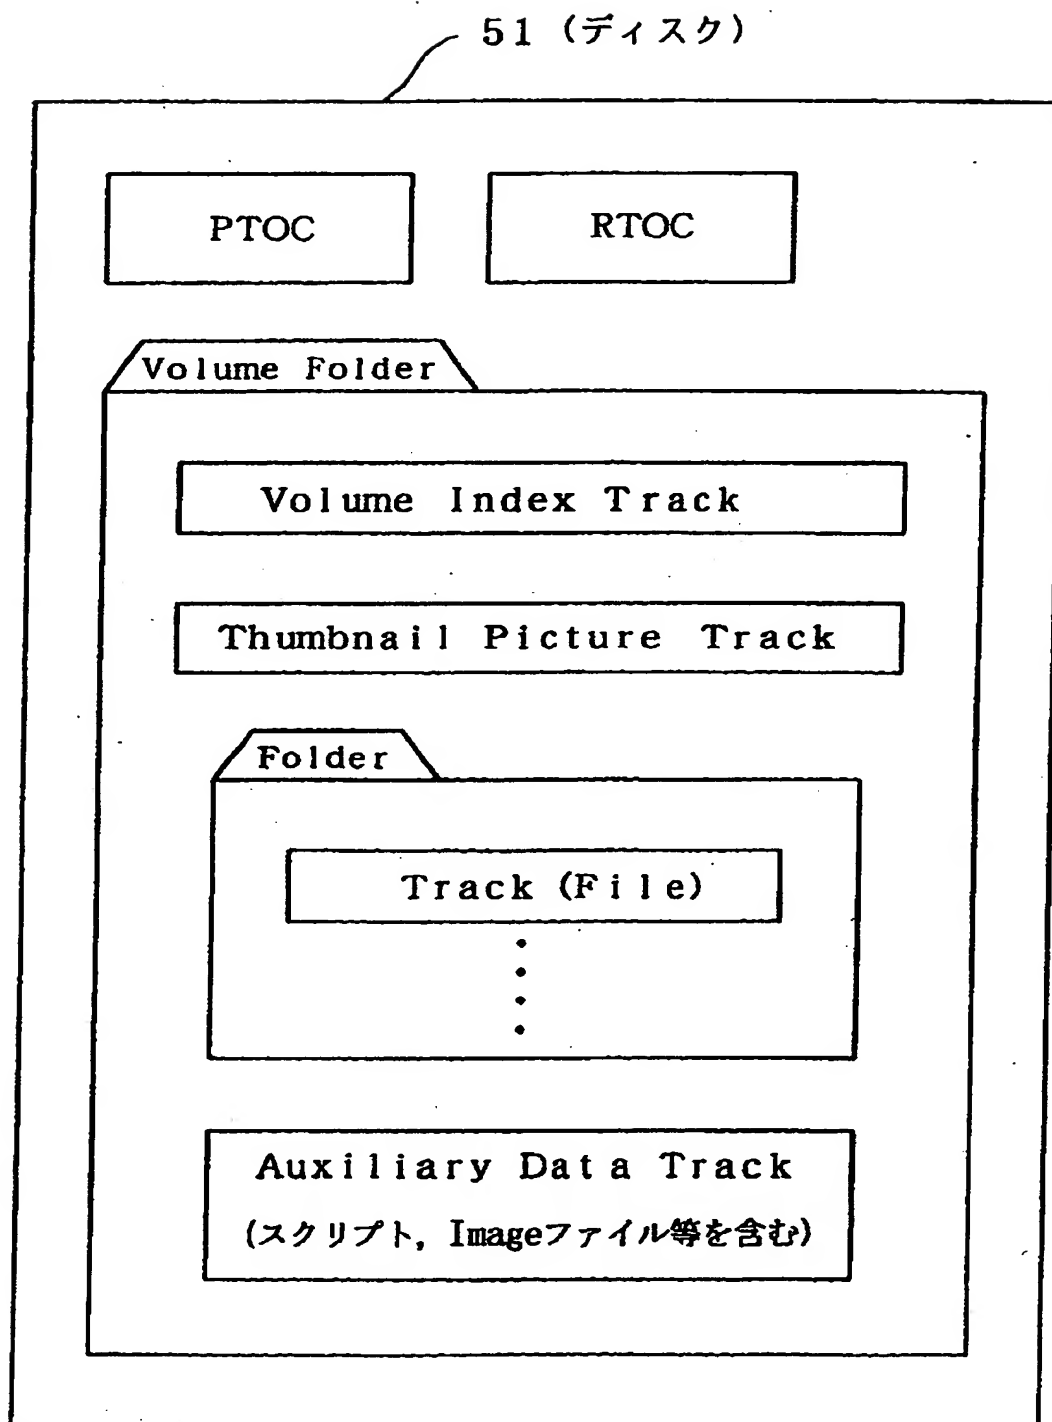 51 (ディスク)
PTOC
RTOC
Volume Folder
Volume Index Track
Thumbnail Picture Track
Folder
Track (File)
Auxiliary Data Track
(スクリプト, Imageファイル等を含む)